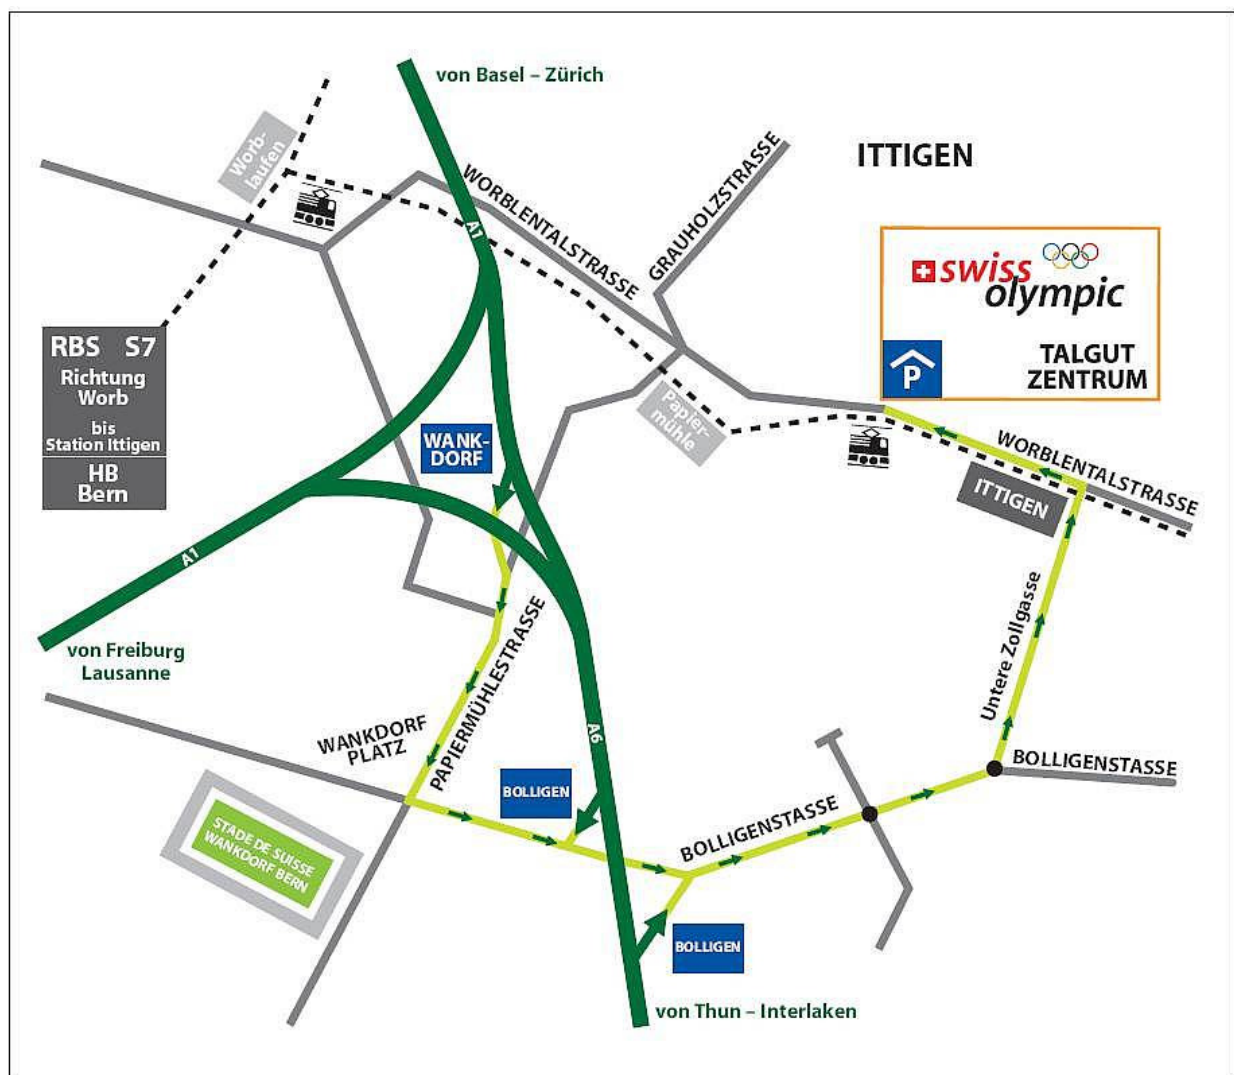 von Basel – Zürich
Worb-
laufen
WORBLENTALSTRASSE
GRAUHOLZSTRASSE
ITTIGEN
A1
swiss
olympic
P
TALGUT
ZENTRUM
RBS S7
Richtung
Worb
bis
Station Ittigen
HB
Bern
Papier-
mühle
WANK-
DORF
WORBLENTALSTRASSE
ITTIGEN
A1
von Freiburg
Lausanne
PAPIERMÜHLESTRASSE
Untere Zollgasse
WANKDORF
PLATZ
A6
BOLLIGENSTASSE
BOLLIGEN
BOLLIGENSTASSE
STADE DE SUISSE
WANKDORF BERN
BOLLIGEN
von Thun – Interlaken